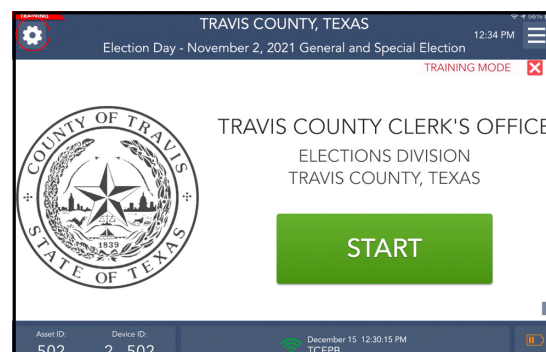 TRAINING
TRAVIS COUNTY, TEXAS
56%
Election Day - November 2, 2021 General and Special Election
12:34 PM
TRAINING MODE
COUNTY OF TRAVIS
STATE OF TEXAS
1839
TRAVIS COUNTY CLERK'S OFFICE
ELECTIONS DIVISION
TRAVIS COUNTY, TEXAS
START
Asset ID:
Device ID:
December 15 12:30:15 PM
502
2 502
TCEPB